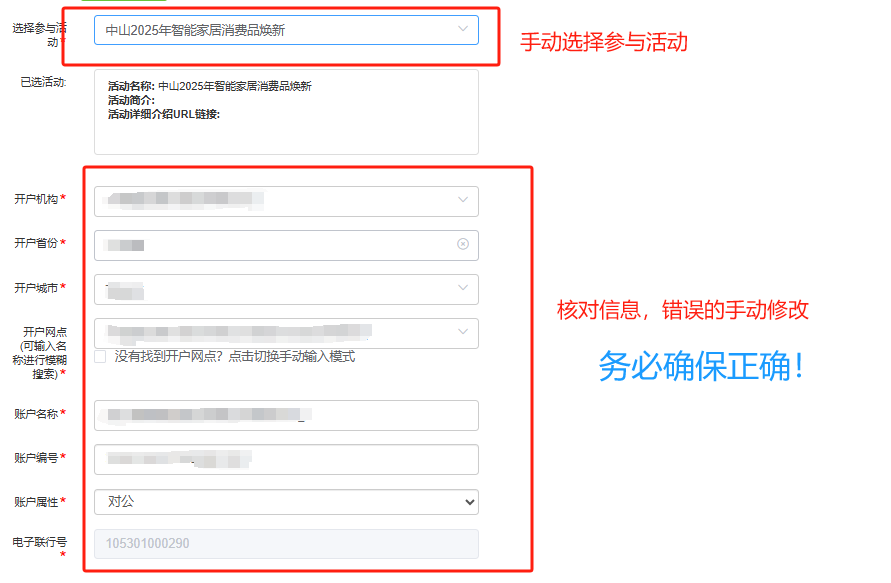 选择参与活
动*
中山2025年智能家居消费品焕新
手动选择参与活动
已选活动:
活动名称: 中山2025年智能家居消费品焕新
活动简介:
活动详细介绍URL链接:
开户机构*
开户省份*
开户城市*
开户网点
(可输入名
称进行模糊
搜索)*
没有找到开户网点？点击切换手动输入模式
核对信息，错误的手动修改
务必确保正确！
账户名称*
账户编号*
账户属性*
对公
电子联行号
*
105301000290